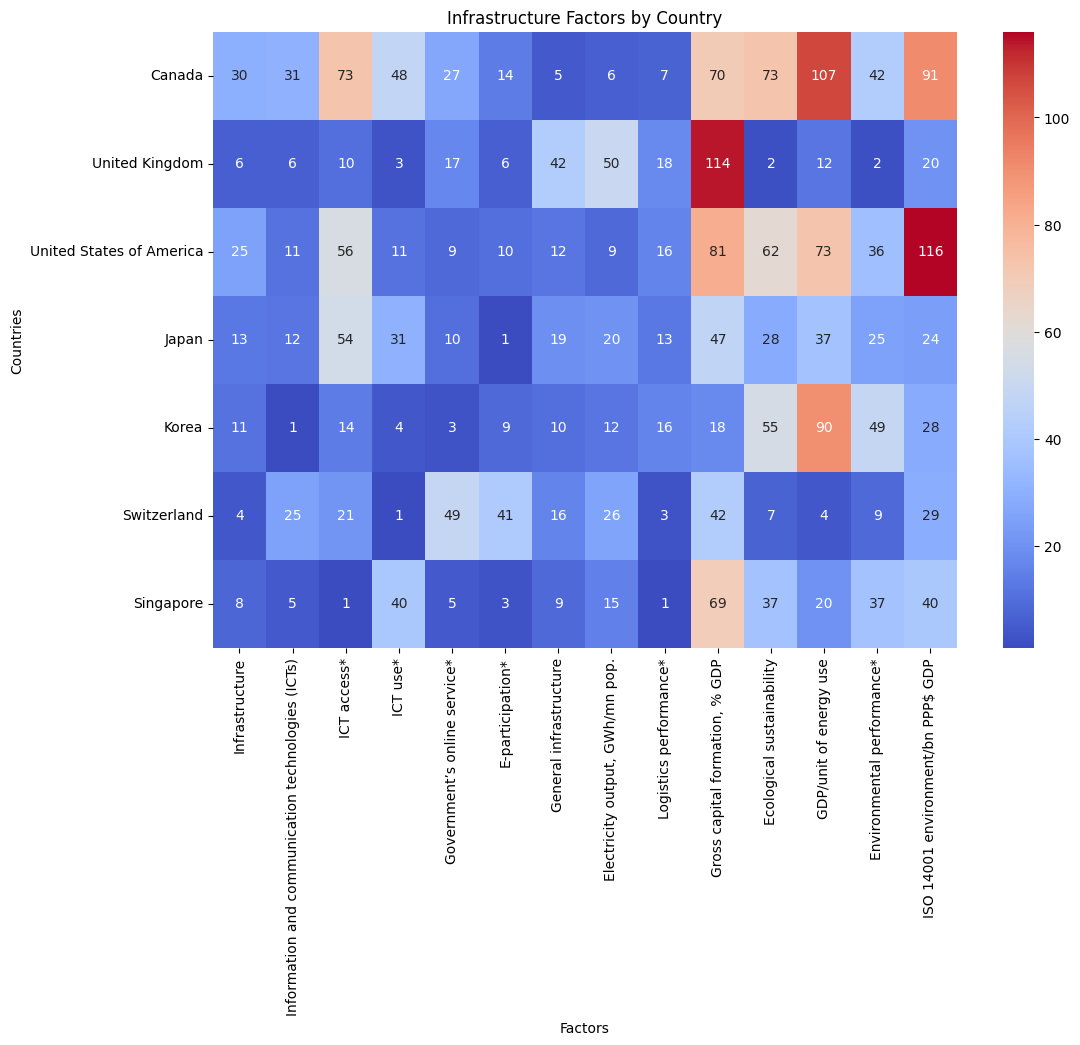 Infrastructure Factors by Country
Countries
Canada 30 31 73 48 27 14 5 6 7 70 73 107 42 91
United Kingdom 6 6 10 3 17 6 42 50 18 114 2 12 2 20
United States of America 25 11 56 11 9 10 12 9 16 81 62 73 36 116
Japan 13 12 54 31 10 1 19 20 13 47 28 37 25 24
Korea 11 1 14 4 3 9 10 12 16 18 55 90 49 28
Switzerland 4 25 21 1 49 41 16 26 3 42 7 4 9 29
Singapore 8 5 1 40 5 3 9 15 1 69 37 20 37 40
Infrastructure
Information and communication technologies (ICTs)
ICT access*
ICT use*
Government’s online service*
E-participation*
General infrastructure
Electricity output, GWh/mn pop.
Logistics performance*
Gross capital formation, % GDP
Ecological sustainability
GDP/unit of energy use
Environmental performance*
ISO 14001 environment/bn PPP$ GDP
Factors
100
80
60
40
20